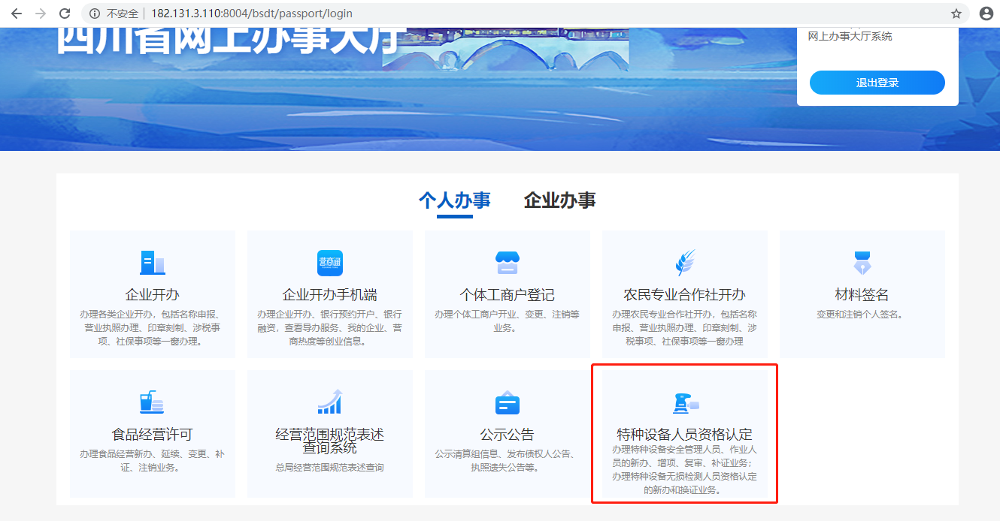 不安全 182.131.3.110:8004/bsdt/passport/login
四川省网上办事大厅
网上办事大厅系统
退出登录
个人办事 企业办事
企业开办
办理各类企业开办，包括名称申报、
营业执照办理、印章刻制、涉税事
项、社保事项等一窗办理。
营商通
企业开办手机端
办理企业开办、银行预约开户、银行
融资，查看导办服务、我的企业、营
商热度等创业信息。
个体工商户登记
办理个体工商户开业、变更、注销等
业务。
农民专业合作社开办
办理农民专业合作社开办，包括名称
申报、营业执照办理、印章刻制、涉
税事项、社保事项等一窗办理
材料签名
变更和注销个人签名。
食品经营许可
办理食品经营新办、延续、变更、补
证、注销业务。
经营范围规范表述
查询系统
总局经营范围规范表述查询
公示公告
公示清算组信息、发布债权人公告、
执照遗失公告等。
特种设备人员资格认定
办理特种设备安全管理人员、作业人
员的新办、增项、复审、补证业务；
办理特种设备无损检测人员资格认定
的新办和换证业务。